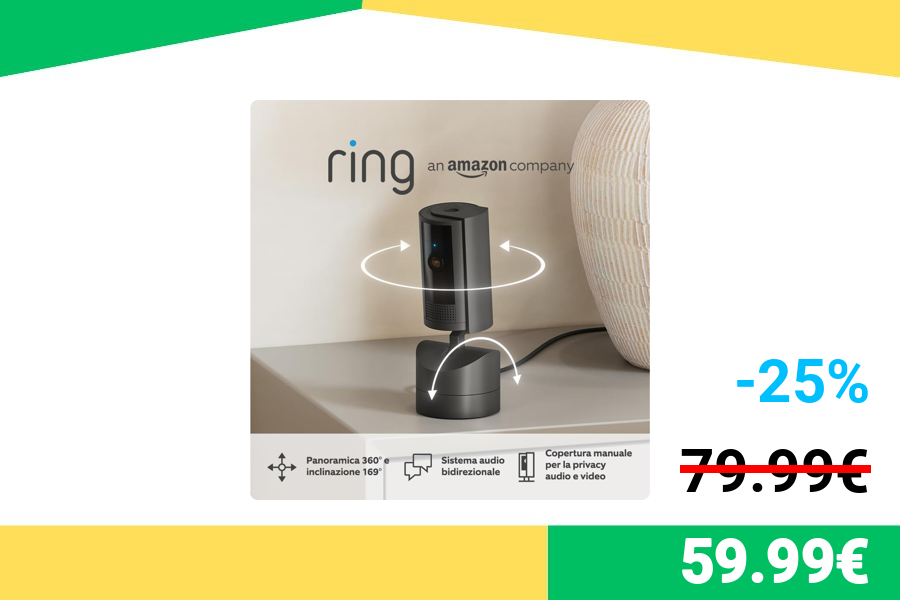 ring an amazon company
Panoramica 360° e
inclinazione 169°
Sistema audio
bidirezionale
Copertura manuale
per la privacy
audio e video
-25%
79.99€
59.99€